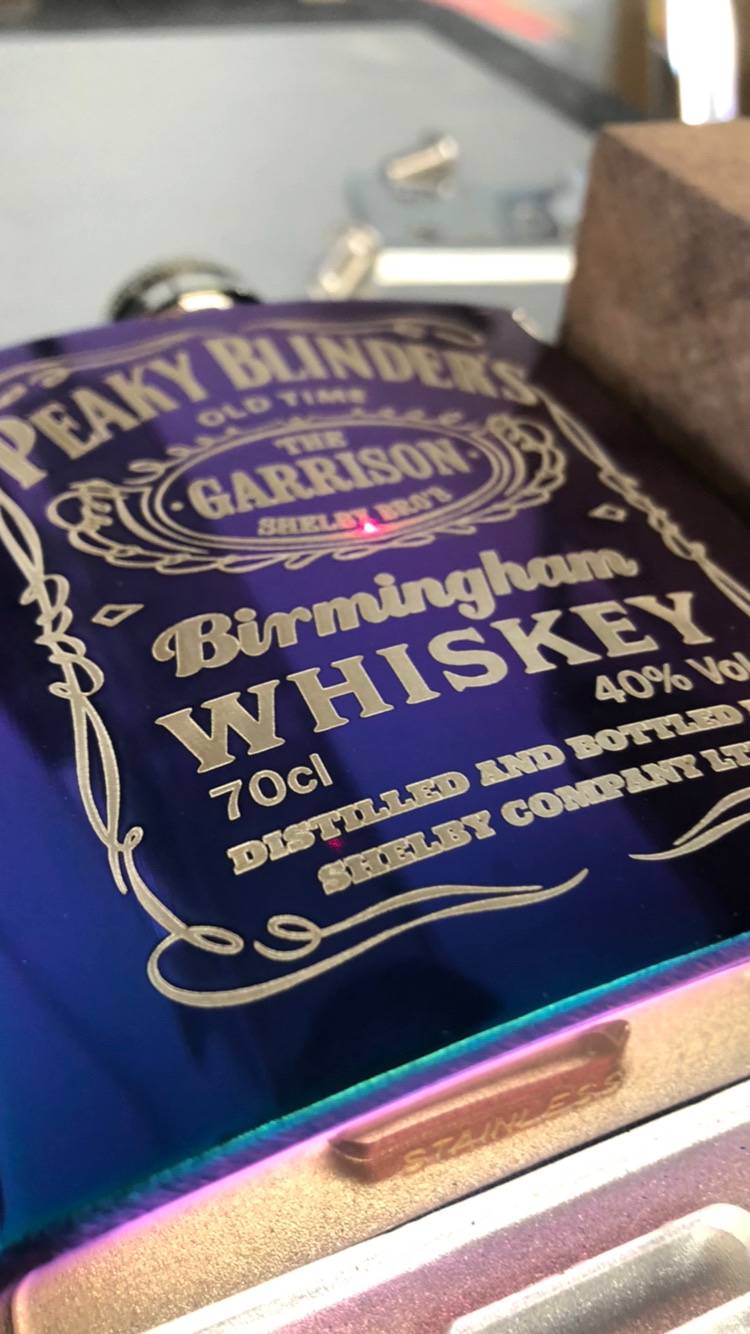 PEAKY BLINDER'S
OLD TIME
THE
·GARRISON·
SHELBY BRO'S
Birmingham
WHISKEY
40% Vol
70cl
DISTILLED AND BOTTLED
SHELBY COMPANY LT
STAINLESS